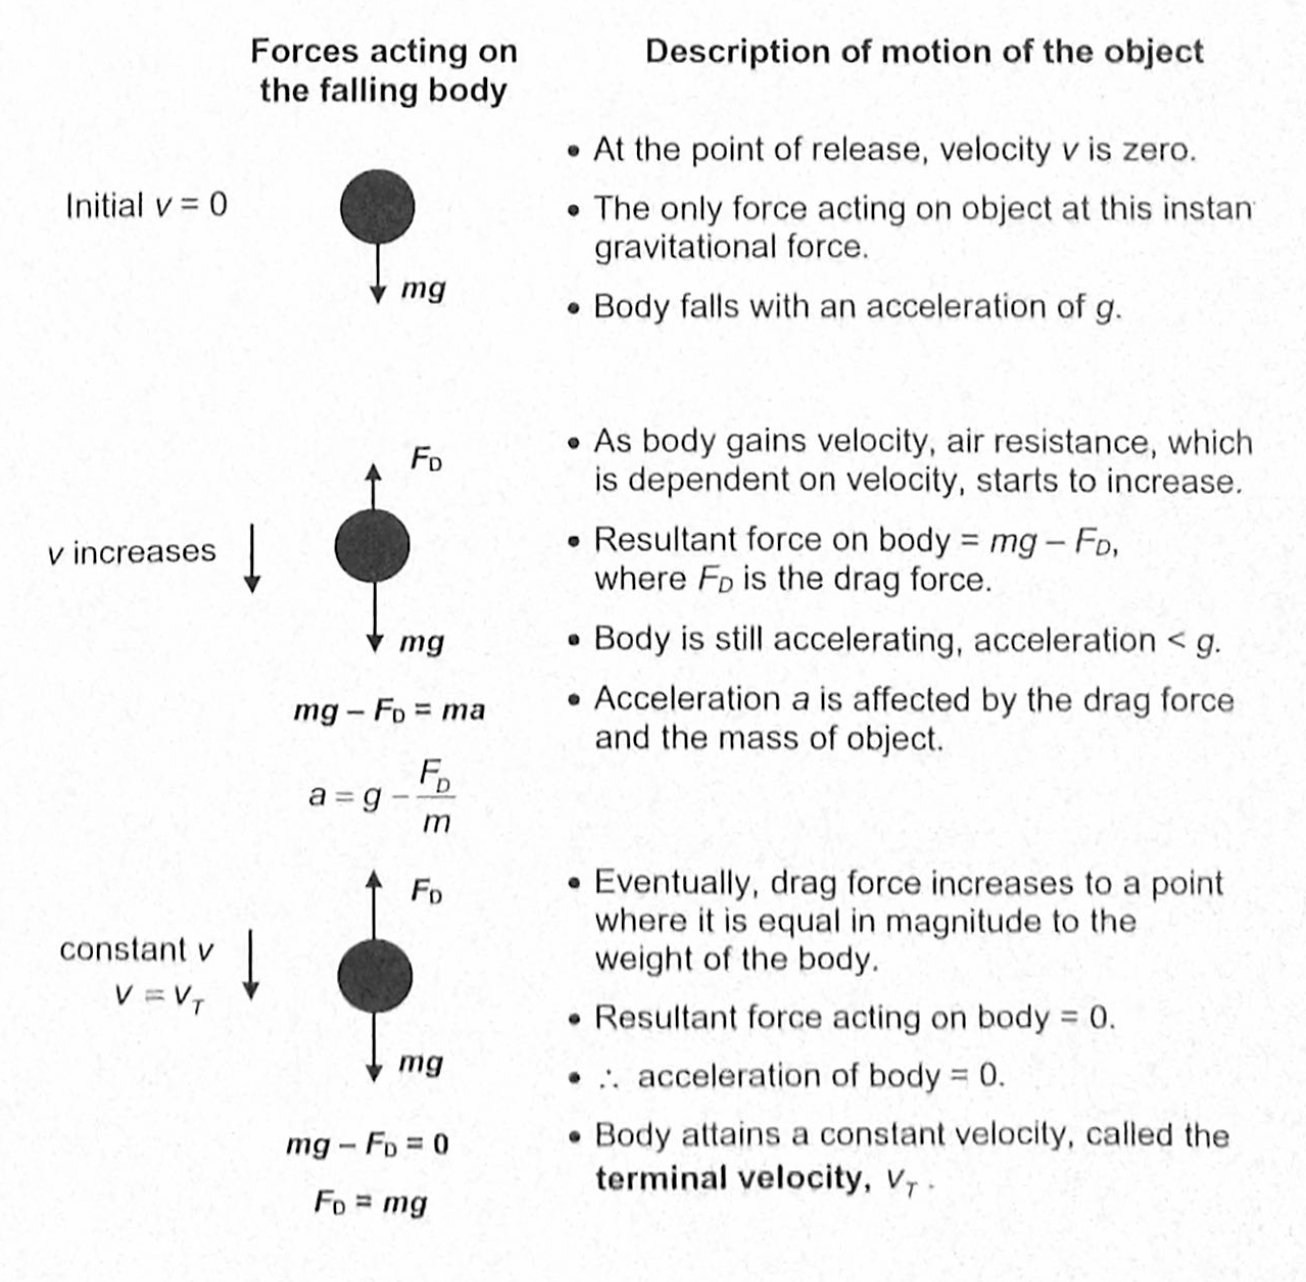 Forces acting on
the falling body
Description of motion of the object
Initial v = 0
mg
• At the point of release, velocity v is zero.
• The only force acting on object at this instan
gravitational force.
• Body falls with an acceleration of g.
v increases
F_D
mg
mg – F_D = ma
a = g – F_D / m
• As body gains velocity, air resistance, which
is dependent on velocity, starts to increase.
• Resultant force on body = mg – F_D,
where F_D is the drag force.
• Body is still accelerating, acceleration < g.
• Acceleration a is affected by the drag force
and the mass of object.
constant v
v = v_T
F_D
mg
mg – F_D = 0
F_D = mg
• Eventually, drag force increases to a point
where it is equal in magnitude to the
weight of the body.
• Resultant force acting on body = 0.
• ∴ acceleration of body = 0.
• Body attains a constant velocity, called the
terminal velocity, v_T .